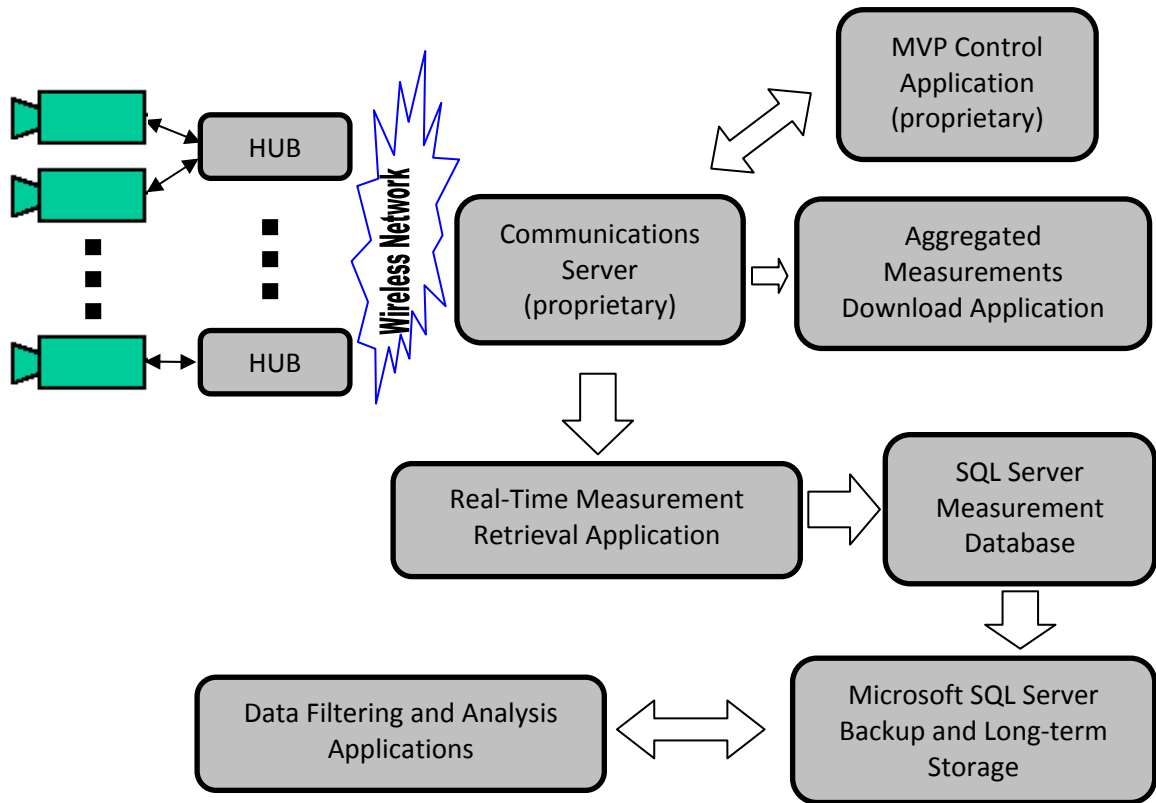 MVP Control
Application
(proprietary)
HUB
Wireless Network
Communications
Server
(proprietary)
Aggregated
Measurements
Download Application
HUB
Real-Time Measurement
Retrieval Application
SQL Server
Measurement
Database
Data Filtering and Analysis
Applications
Microsoft SQL Server
Backup and Long-term
Storage